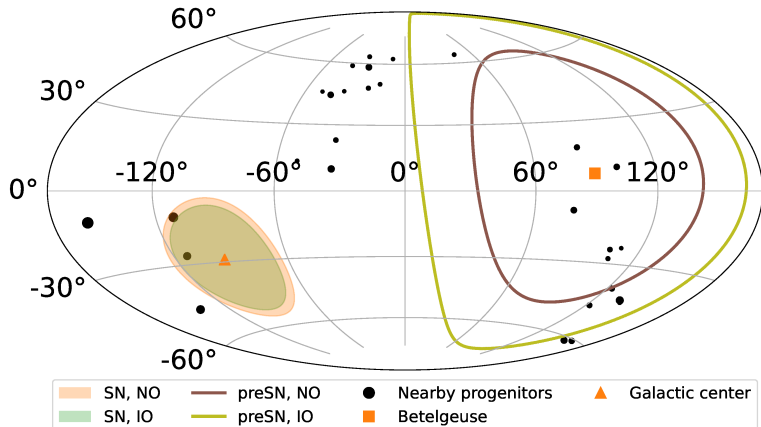 60°
30°
-120° -60° 0° 60° 120°
0°
-30°
-60°
SN, NO preSN, NO Nearby progenitors Galactic center
SN, IO preSN, IO Betelgeuse